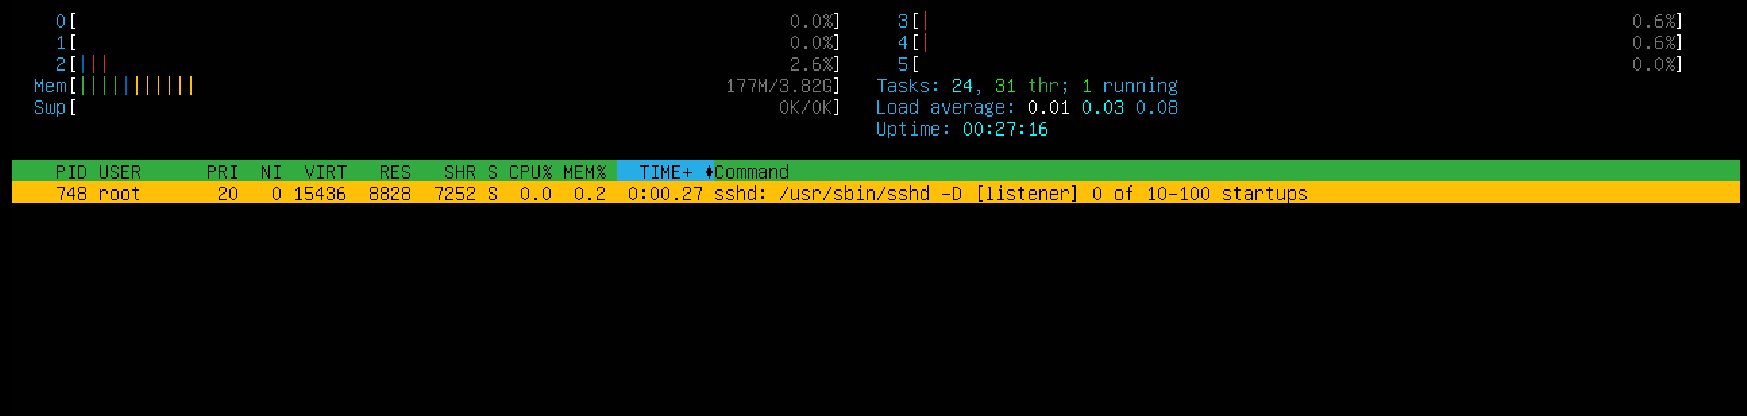 0[ 0.0%] 3[| 0.6%]
1[ 0.0%] 4[| 0.6%]
2[||| 2.6%] 5[ 0.0%]
Mem[||||||||||| 177M/3.82G] Tasks: 24, 31 thr; 1 running
Swp[ 0K/0K] Load average: 0.01 0.03 0.08
Uptime: 00:27:16
PID USER PRI NI VIRT RES SHR S CPU% MEM% TIME+ Command
748 root 20 0 15436 8828 7252 S 0.0 0.2 0:00.27 sshd: /usr/sbin/sshd -D [listener] 0 of 10-100 startups